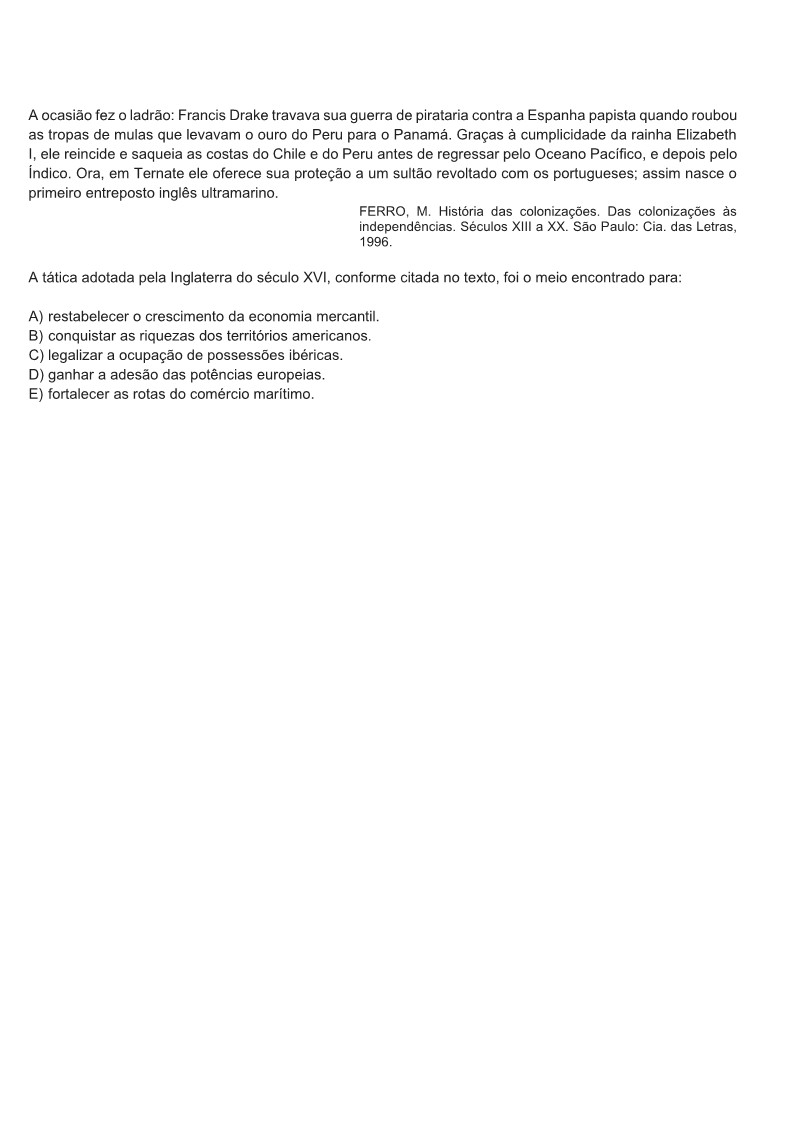 A ocasião fez o ladrão: Francis Drake travava sua guerra de pirataria contra a Espanha papista quando roubou
as tropas de mulas que levavam o ouro do Peru para o Panamá. Graças à cumplicidade da rainha Elizabeth
I, ele reincide e saqueia as costas do Chile e do Peru antes de regressar pelo Oceano Pacífico, e depois pelo
Índico. Ora, em Ternate ele oferece sua proteção a um sultão revoltado com os portugueses; assim nasce o
primeiro entreposto inglês ultramarino.
FERRO, M. História das colonizações. Das colonizações às
independências. Séculos XIII a XX. São Paulo: Cia. das Letras,
1996.
A tática adotada pela Inglaterra do século XVI, conforme citada no texto, foi o meio encontrado para:
A) restabelecer o crescimento da economia mercantil.
B) conquistar as riquezas dos territórios americanos.
C) legalizar a ocupação de possessões ibéricas.
D) ganhar a adesão das potências europeias.
E) fortalecer as rotas do comércio marítimo.